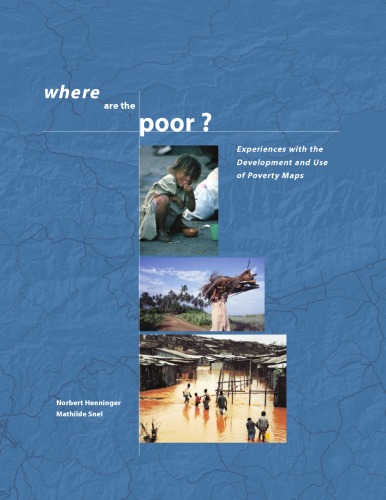 where
are the
poor ?
Experiences with the
Development and Use
of Poverty Maps
Norbert Henninger
Mathilde Snel